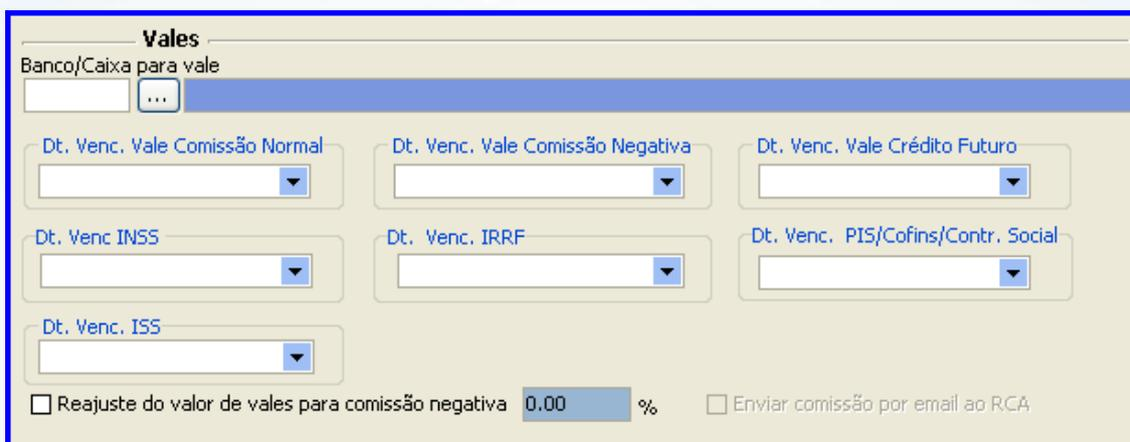 Vales
Banco/Caixa para vale
...
Dt. Venc. Vale Comissão Normal
Dt. Venc. Vale Comissão Negativa
Dt. Venc. Vale Crédito Futuro
Dt. Venc INSS
Dt. Venc. IRRF
Dt. Venc. PIS/Cofins/Contr. Social
Dt. Venc. ISS
Reajuste do valor de vales para comissão negativa 0.00 % Enviar comissão por email ao RCA